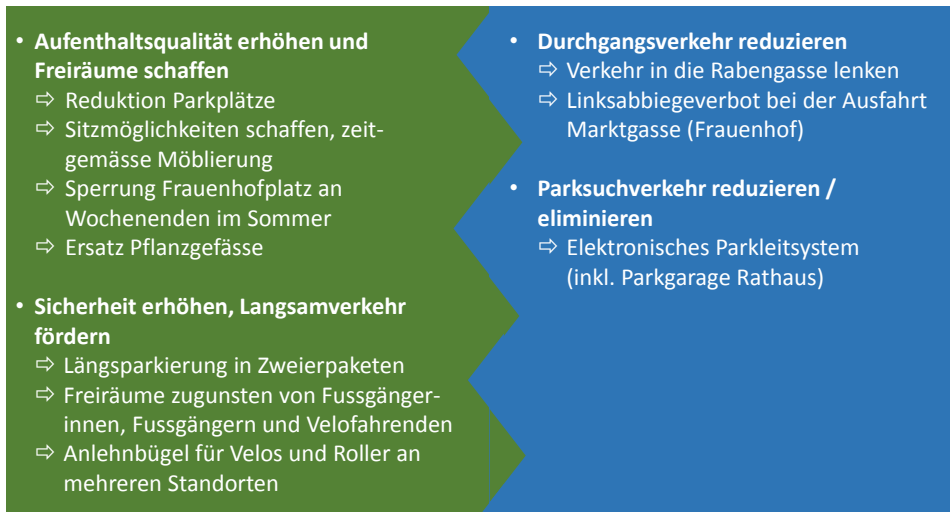 • Aufenthaltsqualität erhöhen und
Freiräume schaffen
⇨ Reduktion Parkplätze
⇨ Sitzmöglichkeiten schaffen, zeit-
gemässe Möblierung
⇨ Sperrung Frauenhofplatz an
Wochenenden im Sommer
⇨ Ersatz Pflanzgefässe
• Sicherheit erhöhen, Langsamverkehr
fördern
⇨ Längsparkierung in Zweierpaketen
⇨ Freiräume zugunsten von Fussgänger-
innen, Fussgängern und Velofahrenden
⇨ Anlehnbügel für Velos und Roller an
mehreren Standorten
• Durchgangsverkehr reduzieren
⇨ Verkehr in die Rabengasse lenken
⇨ Linksabbiegeverbot bei der Ausfahrt
Marktgasse (Frauenhof)
• Parksuchverkehr reduzieren /
eliminieren
⇨ Elektronisches Parkleitsystem
(inkl. Parkgarage Rathaus)